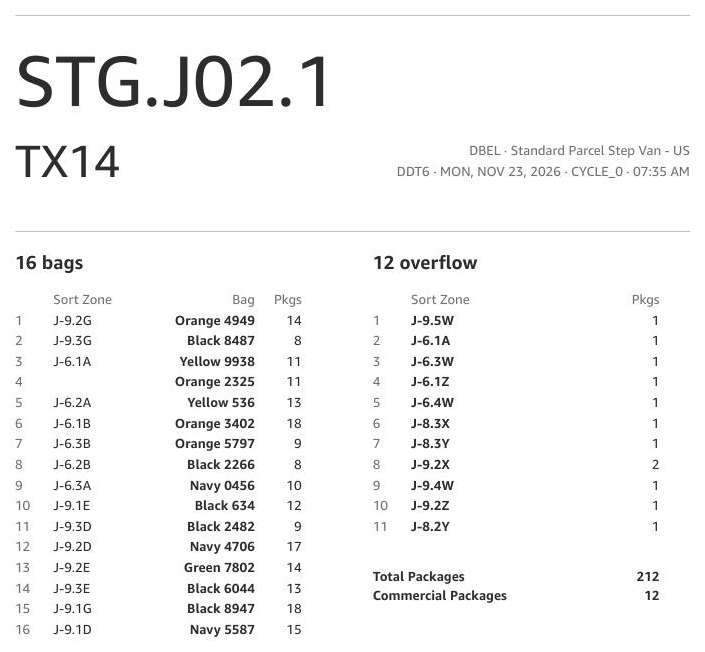 STG.J02.1
TX14
DBEL · Standard Parcel Step Van - US
DDT6 · MON, NOV 23, 2026 · CYCLE_0 · 07:35 AM
16 bags
Sort Zone Bag Pkgs
1 J-9.2G Orange 4949 14
2 J-9.3G Black 8487 8
3 J-6.1A Yellow 9938 11
4 Orange 2325 11
5 J-6.2A Yellow 536 13
6 J-6.1B Orange 3402 18
7 J-6.3B Orange 5797 9
8 J-6.2B Black 2266 8
9 J-6.3A Navy 0456 10
10 J-9.1E Black 634 12
11 J-9.3D Black 2482 9
12 J-9.2D Navy 4706 17
13 J-9.2E Green 7802 14
14 J-9.3E Black 6044 13
15 J-9.1G Black 8947 18
16 J-9.1D Navy 5587 15
12 overflow
Sort Zone Pkgs
1 J-9.5W 1
2 J-6.1A 1
3 J-6.3W 1
4 J-6.1Z 1
5 J-6.4W 1
6 J-8.3X 1
7 J-8.3Y 1
8 J-9.2X 2
9 J-9.4W 1
10 J-9.2Z 1
11 J-8.2Y 1
Total Packages 212
Commercial Packages 12